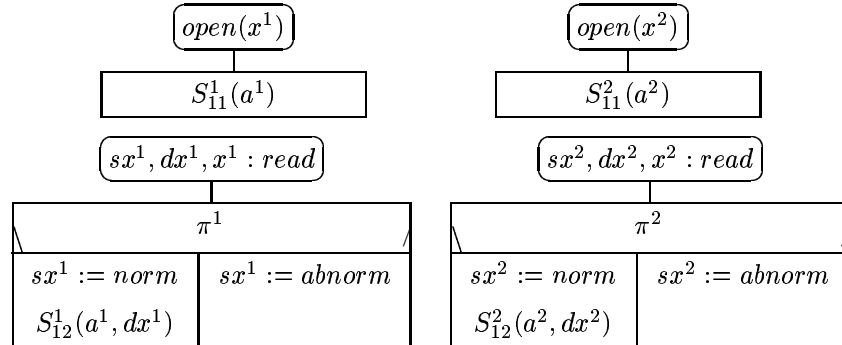 open(x^1)
S^1_{11}(a^1)
sx^1, dx^1, x^1 : read
π^1
sx^1 := norm
S^1_{12}(a^1, dx^1)
sx^1 := abnorm
open(x^2)
S^2_{11}(a^2)
sx^2, dx^2, x^2 : read
π^2
sx^2 := norm
S^2_{12}(a^2, dx^2)
sx^2 := abnorm